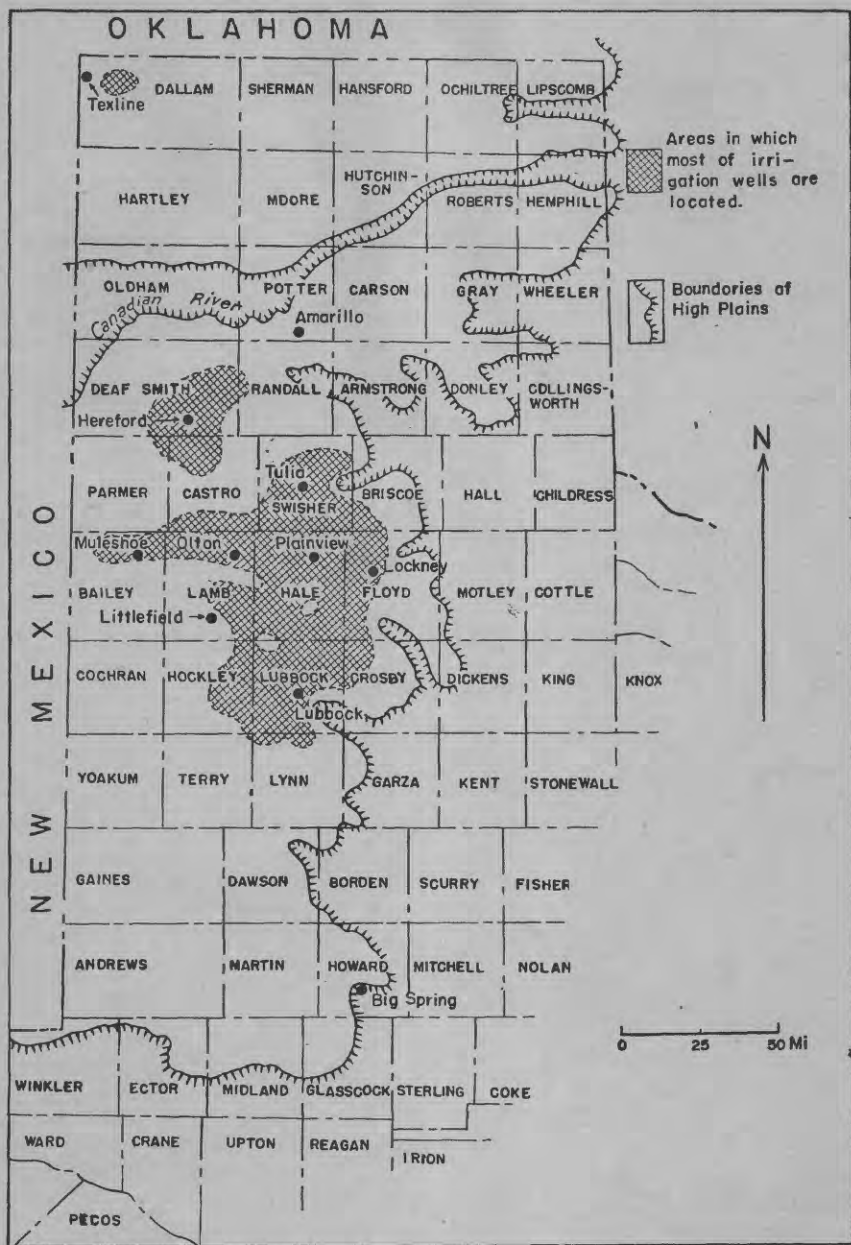 OKLAHOMA
Texline
DALLAM SHERMAN HANSFORD OCHILTREE LIPSCOMB
Areas in which
most of irri-
gation wells are
located.
HARTLEY MOORE HUTCHIN-
SON ROBERTS HEMPHILL
OLDHAM POTTER CARSON GRAY WHEELER
Boundories of
High Plains
Canadian River
Amarillo
DEAF SMITH RANDALL ARMSTRONG DONLEY COLLINGS-
WORTH
Hereford
N
PARMER CASTRO Tulia
SWISHER BRISCOE HALL CHILDRESS
Muleshoe Olton Plainview Lockney
BAILEY LAMB HALE FLOYD MOTLEY COTTLE
Littlefield
COCHRAN HOCKLEY LUBBOCK CROSBY DICKENS KING KNOX
Lubbock
NEW MEXICO
YOAKUM TERRY LYNN GARZA KENT STONEWALL
GAINES DAWSON BORDEN SCURRY FISHER
ANDREWS MARTIN HOWARD MITCHELL NOLAN
Big Spring
0 25 50 Mi
WINKLER ECTOR MIDLAND GLASSCOCK STERLING COKE
WARD CRANE UPTON REAGAN IRION
PECOS